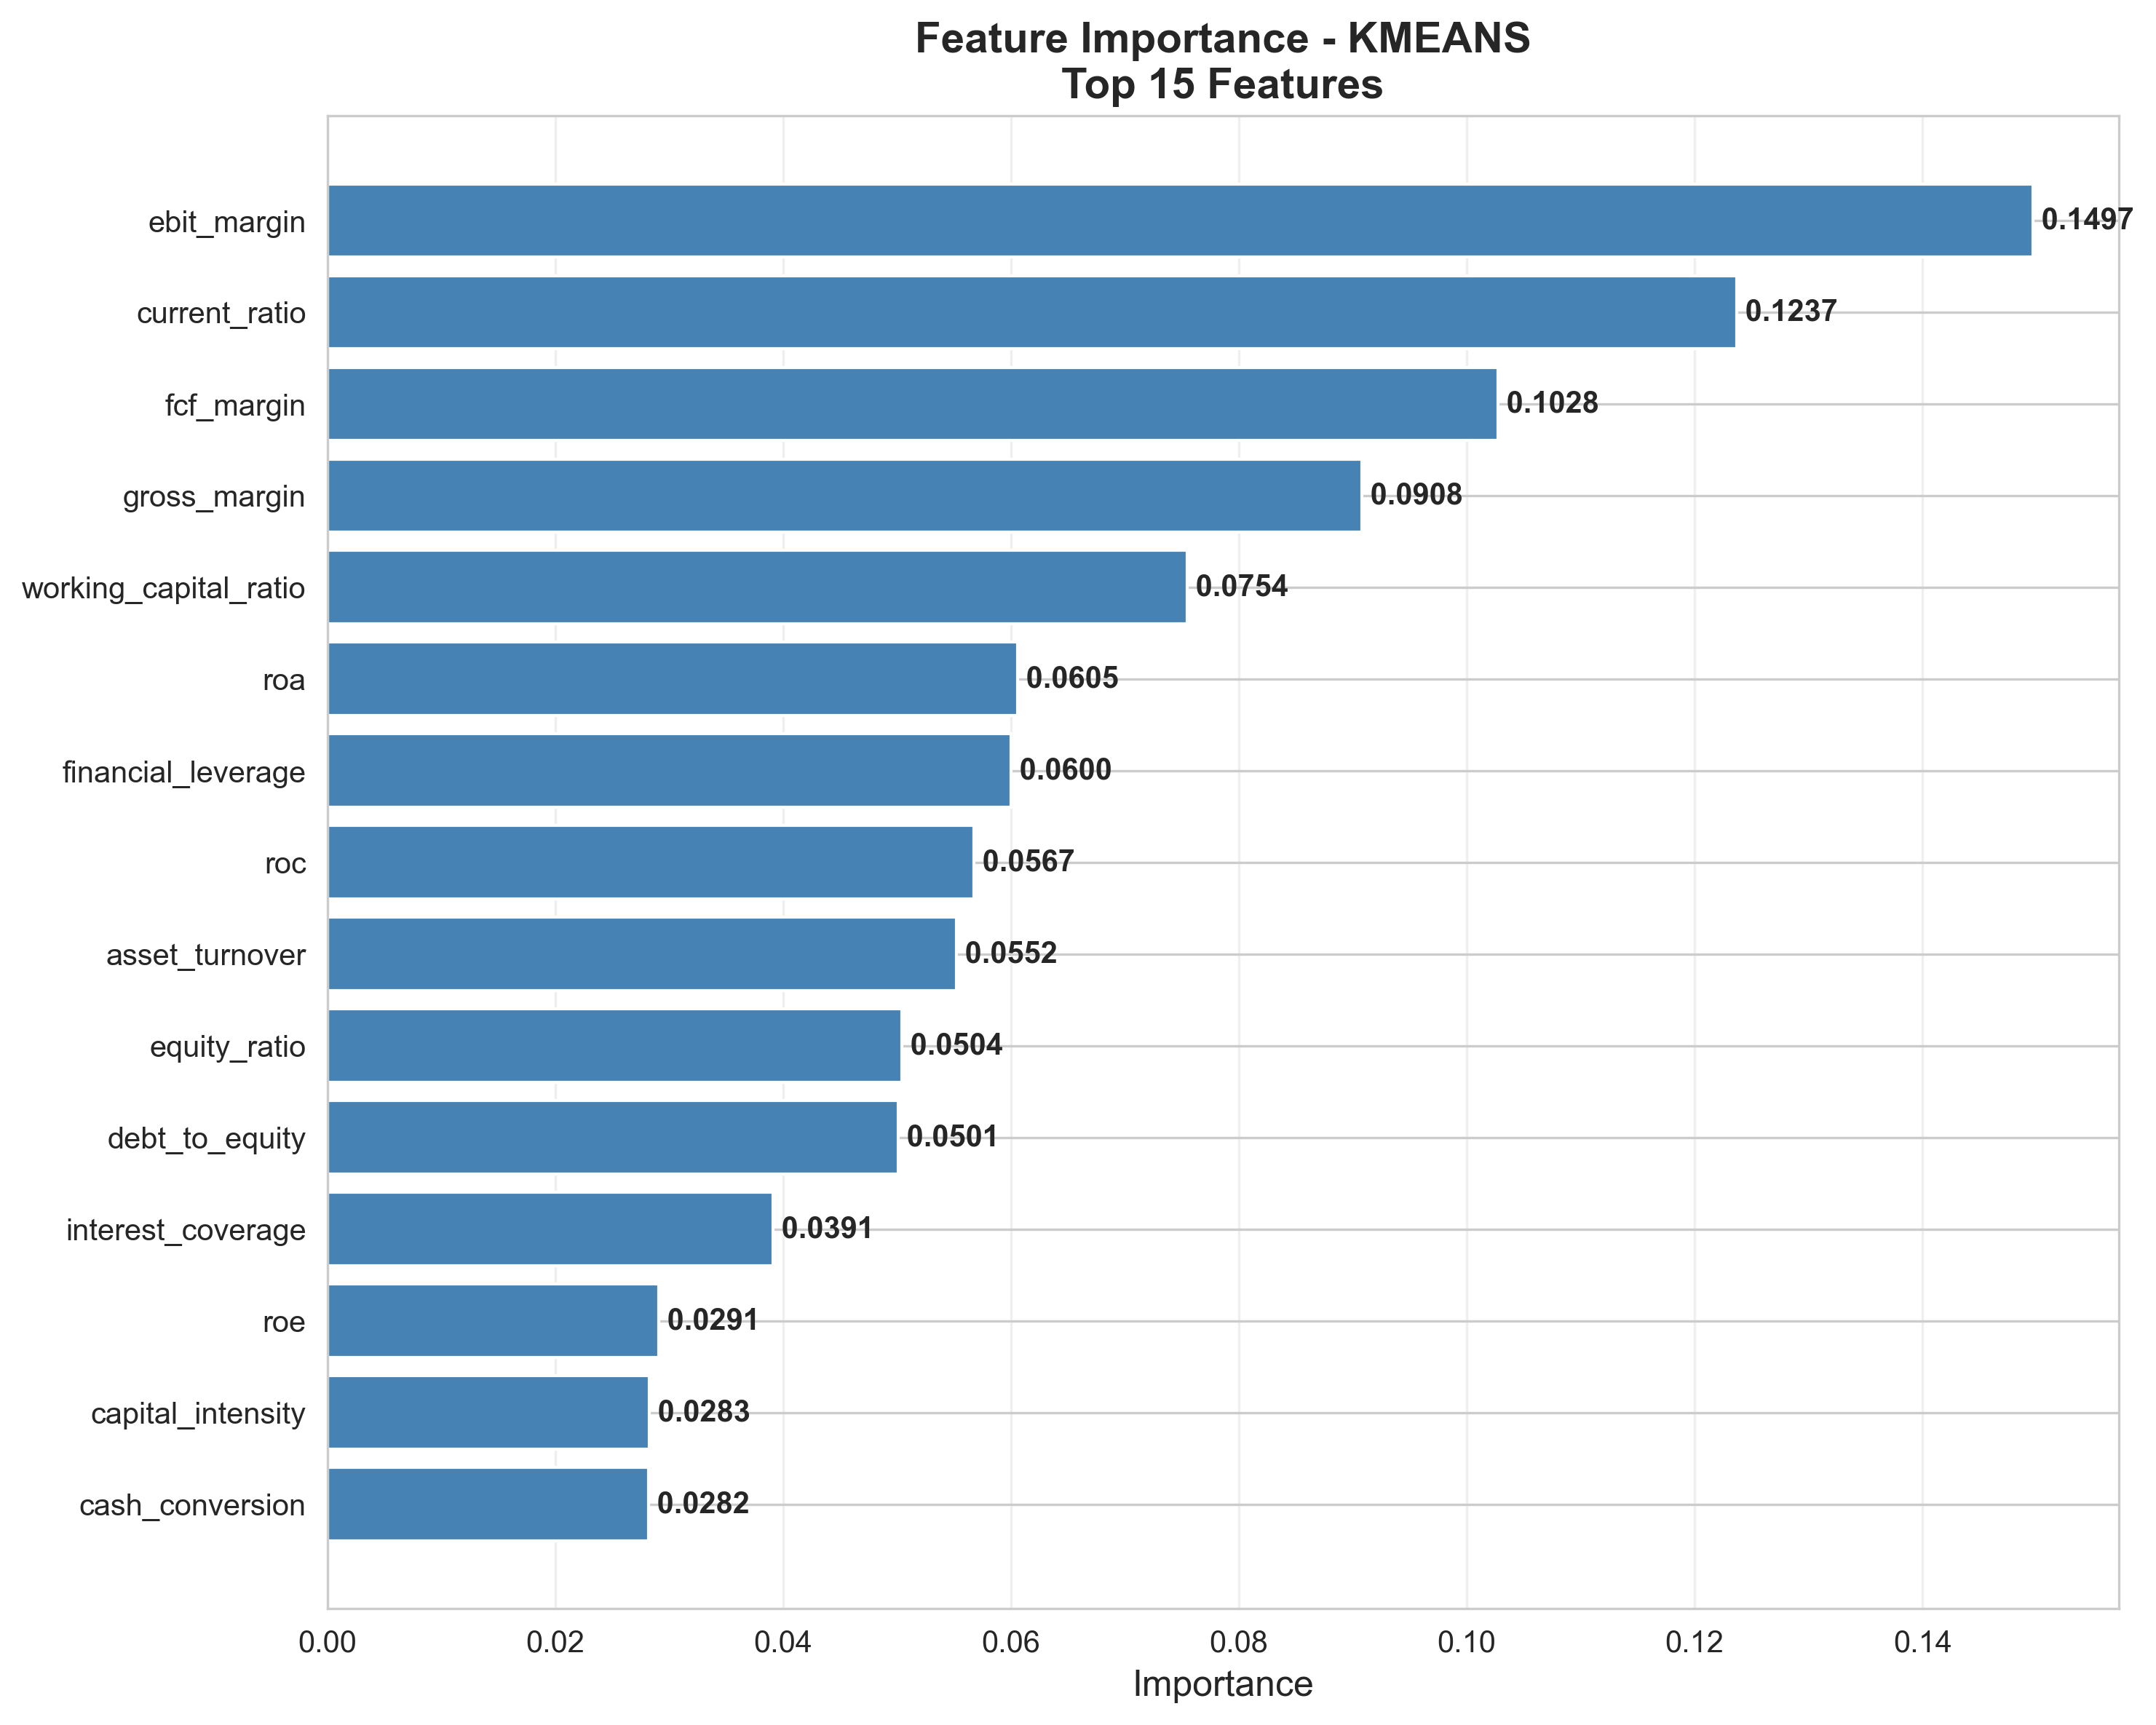 Feature Importance - KMEANS
Top 15 Features
ebit_margin 0.1497
current_ratio 0.1237
fcf_margin 0.1028
gross_margin 0.0908
working_capital_ratio 0.0754
roa 0.0605
financial_leverage 0.0600
roc 0.0567
asset_turnover 0.0552
equity_ratio 0.0504
debt_to_equity 0.0501
interest_coverage 0.0391
roe 0.0291
capital_intensity 0.0283
cash_conversion 0.0282
0.00 0.02 0.04 0.06 0.08 0.10 0.12 0.14
Importance